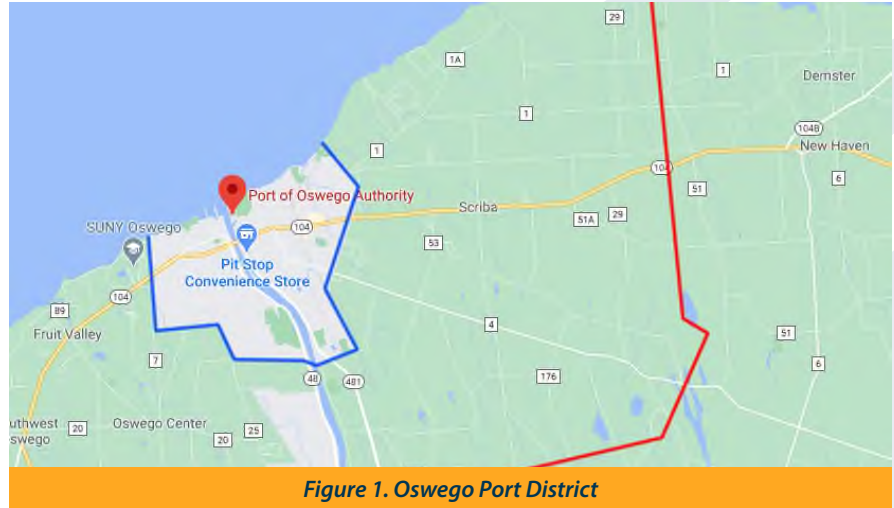 29
1A
1
Demster
1
104B
New Haven
1
104
6
Port of Oswego Authority
51
Scriba
29
51A
SUNY Oswego
104
53
Pit Stop
Convenience Store
104
89
4
Fruit Valley
51
7
6
176
48
481
20
Oswego Center
20
25
swego
Figure 1. Oswego Port District